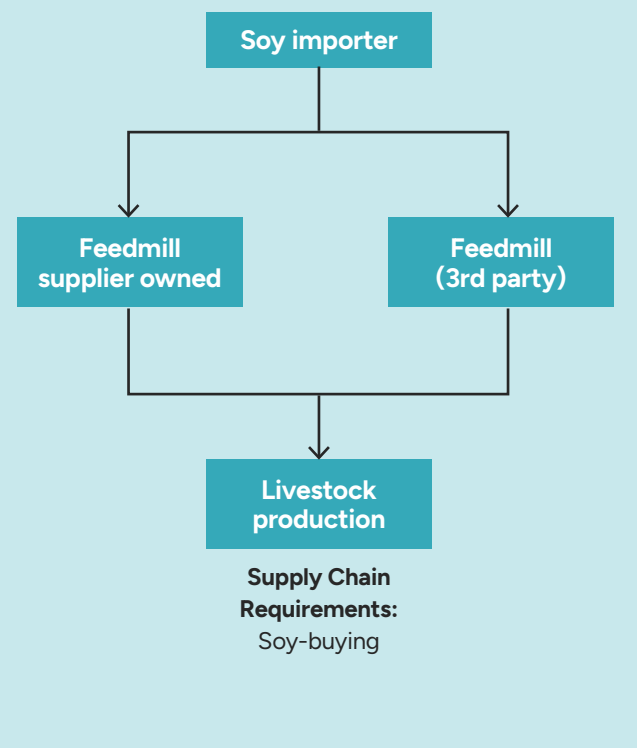 Soy importer
Feedmill
supplier owned
Feedmill
(3rd party)
Livestock
production
Supply Chain
Requirements:
Soy-buying